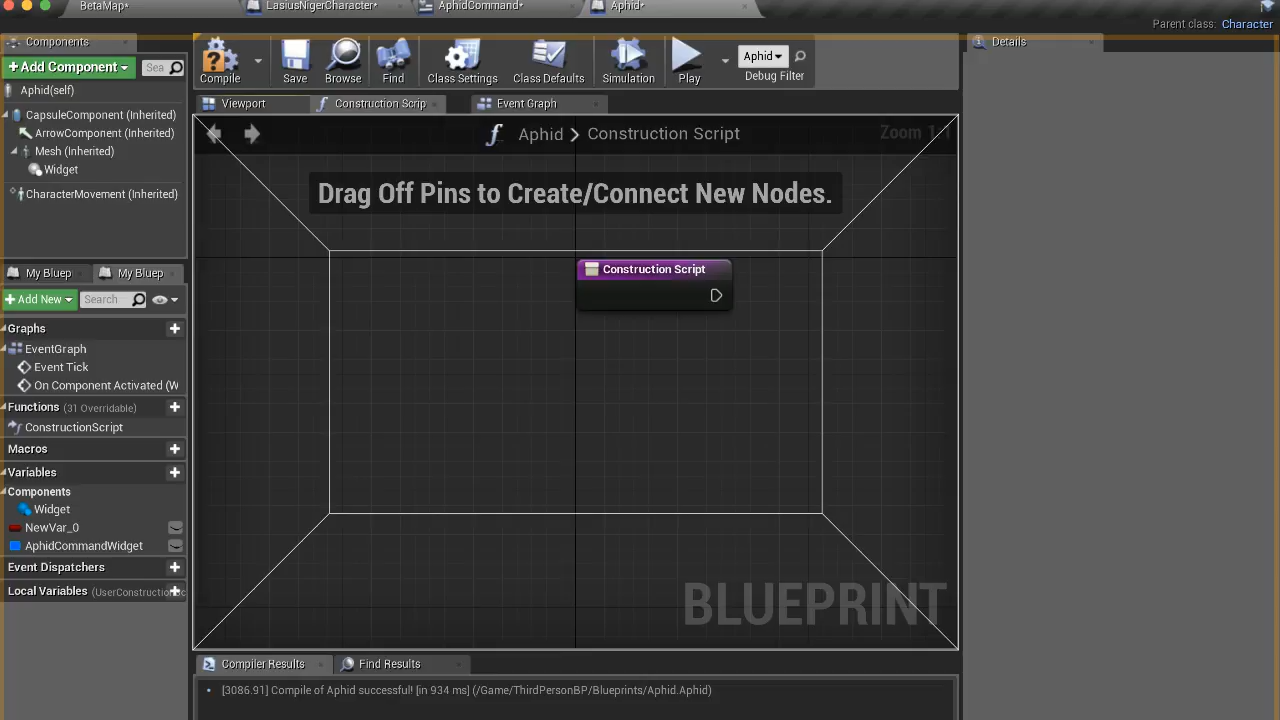 BetaMap*
LasiusNigerCharacter*
AphidCommand*
Aphid*
Parent class: Character
Components
Add Component
Sea
Aphid(self)
CapsuleComponent (Inherited)
ArrowComponent (Inherited)
Mesh (Inherited)
Widget
CharacterMovement (Inherited)
Compile
Save
Browse
Find
Class Settings
Class Defaults
Simulation
Play
Aphid
Debug Filter
Details
Viewport
Construction Scrip
Event Graph
Aphid > Construction Script
Zoom 1:1
Drag Off Pins to Create/Connect New Nodes.
Construction Script
BLUEPRINT
My Bluep
My Bluep
Add New
Search
Graphs
EventGraph
Event Tick
On Component Activated (W
Functions (31 Overridable)
ConstructionScript
Macros
Variables
Components
Widget
NewVar_0
AphidCommandWidget
Event Dispatchers
Local Variables (UserConstructionSc
Compiler Results
Find Results
[3086.91] Compile of Aphid successful! [in 934 ms] (/Game/ThirdPersonBP/Blueprints/Aphid.Aphid)